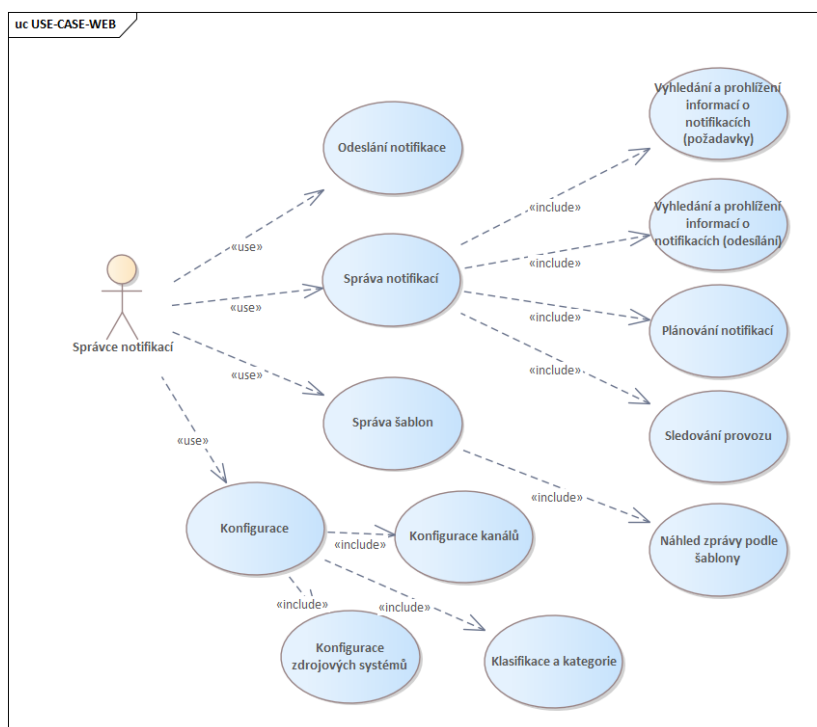 uc USE-CASE-WEB
Vyhledání a prohlížení
informací o
notifikacích
(požadavky)
Odeslání notifikace
«include»
Vyhledání a prohlížení
informací o
notifikacích (odesílání)
«use»
«include»
Správa notifikací
«use»
«include»
Plánování notifikací
Správce notifikací
«include»
«use»
Správa šablon
Sledování provozu
«use»
«include»
Konfigurace
Konfigurace kanálů
«include»
Náhled zprávy podle
šablony
«include»
«include»
Konfigurace
zdrojových systémů
Klasifikace a kategorie